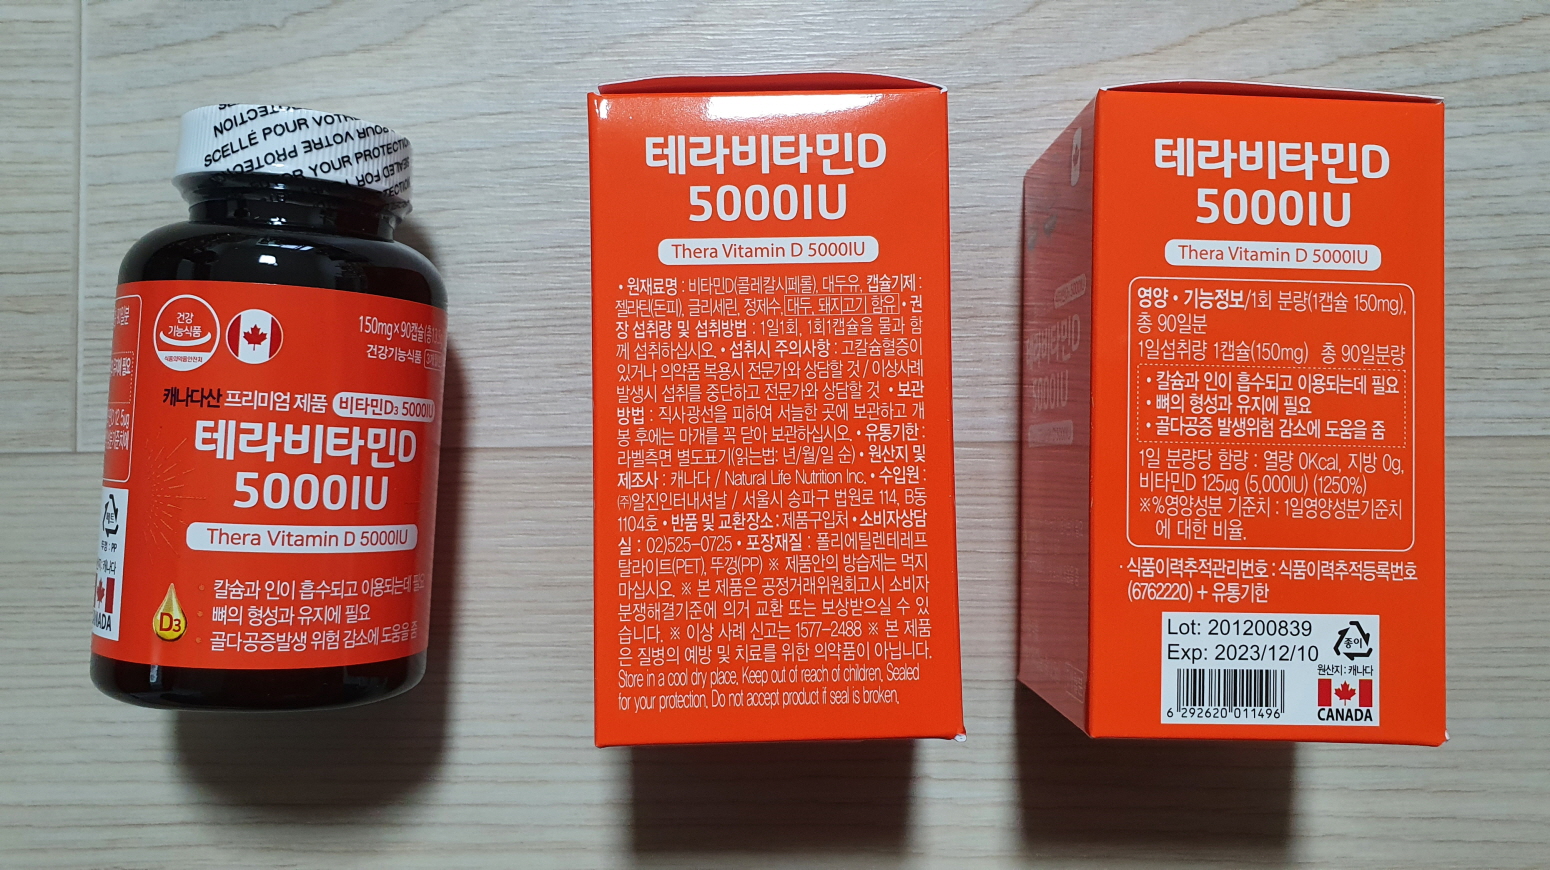 SCELLÉ POUR VOTRE
YOUR PROTECTION
건강
기능식품
식품의약품안전처
150mg×90캡슐
건강기능식품
캐나다산 프리미엄 제품 비타민D₃ 5000IU
테라비타민D
5000IU
Thera Vitamin D 5000IU
칼슘과 인이 흡수되고 이용되는데 필요
뼈의 형성과 유지에 필요
골다공증발생 위험 감소에 도움을 줌
D3
테라비타민D
5000IU
Thera Vitamin D 5000IU
• 원재료명 : 비타민D(콜레칼시페롤), 대두유, 캡슐기제 :
젤라틴(돈피), 글리세린, 정제수, 대두, 돼지고기 함유 • 권
장 섭취량 및 섭취방법 : 1일1회, 1회1캡슐을 물과 함
께 섭취하십시오. • 섭취시 주의사항 : 고칼슘혈증이
있거나 의약품 복용시 전문가와 상담할 것 / 이상사례
발생시 섭취를 중단하고 전문가와 상담할 것 • 보관
방법 : 직사광선을 피하여 서늘한 곳에 보관하고 개
봉 후에는 마개를 꼭 닫아 보관하십시오. • 유통기한 :
라벨측면 별도표기(읽는법: 년/월/일 순) • 원산지 및
제조사 : 캐나다 / Natural Life Nutrition Inc. • 수입원 :
㈜알진인터내셔날 / 서울시 송파구 법원로 114, B동
1104호 • 반품 및 교환장소 : 제품구입처 • 소비자상담
실 : 02)525-0725 • 포장재질 : 폴리에틸렌테레프
탈라이트(PET), 뚜껑(PP) ※ 제품안의 방습제는 먹지
마십시오. ※ 본 제품은 공정거래위원회고시 소비자
분쟁해결기준에 의거 교환 또는 보상받으실 수 있
습니다. ※ 이상 사례 신고는 1577-2488 ※ 본 제품
은 질병의 예방 및 치료를 위한 의약품이 아닙니다.
Store in a cool dry place, Keep out of reach of children, Sealed
for your protection, Do not accept product if seal is broken.
테라비타민D
5000IU
Thera Vitamin D 5000IU
영양 • 기능정보/1회 분량(1캡슐 150mg),
총 90일분
1일섭취량 1캡슐(150mg) 총 90일분량
• 칼슘과 인이 흡수되고 이용되는데 필요
• 뼈의 형성과 유지에 필요
• 골다공증 발생위험 감소에 도움을 줌
1일 분량당 함량 : 열량 0Kcal, 지방 0g,
비타민D 125㎍ (5,000IU) (1250%)
※%영양성분 기준치 : 1일영양성분기준치
에 대한 비율.
· 식품이력추적관리번호 : 식품이력추적등록번호
(6762220) + 유통기한
Lot: 201200839
Exp: 2023/12/10
종이
원산지 : 캐나다
CANADA
6 292620 011496